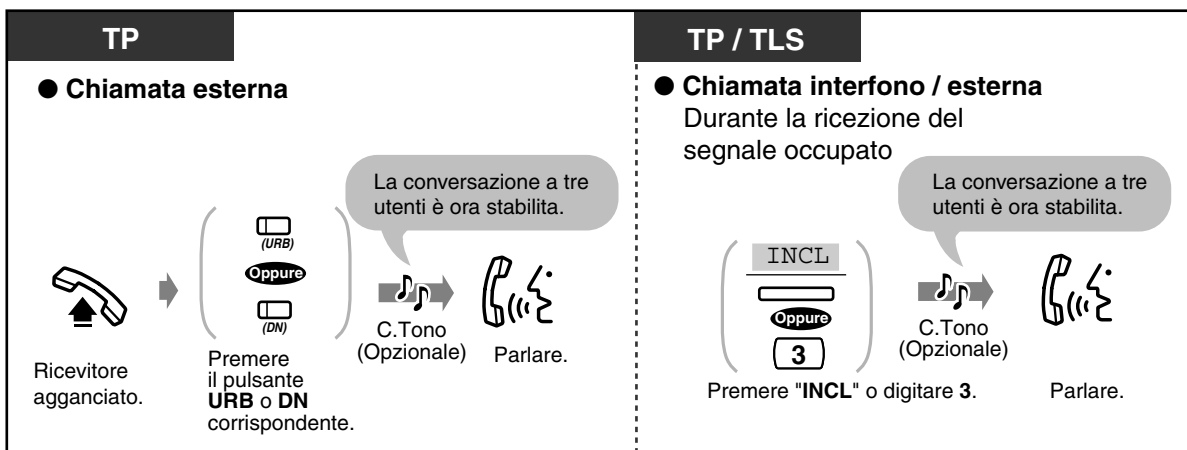 TP
● Chiamata esterna
La conversazione a tre
utenti è ora stabilita.
(URB)
Oppure
(DN)
C.Tono
(Opzionale)
Parlare.
Ricevitore
agganciato.
Premere
il pulsante
URB o DN
corrispondente.
TP / TLS
● Chiamata interfono / esterna
Durante la ricezione del
segnale occupato
La conversazione a tre
utenti è ora stabilita.
INCL
Oppure
3
C.Tono
(Opzionale)
Premere "INCL" o digitare 3.
Parlare.